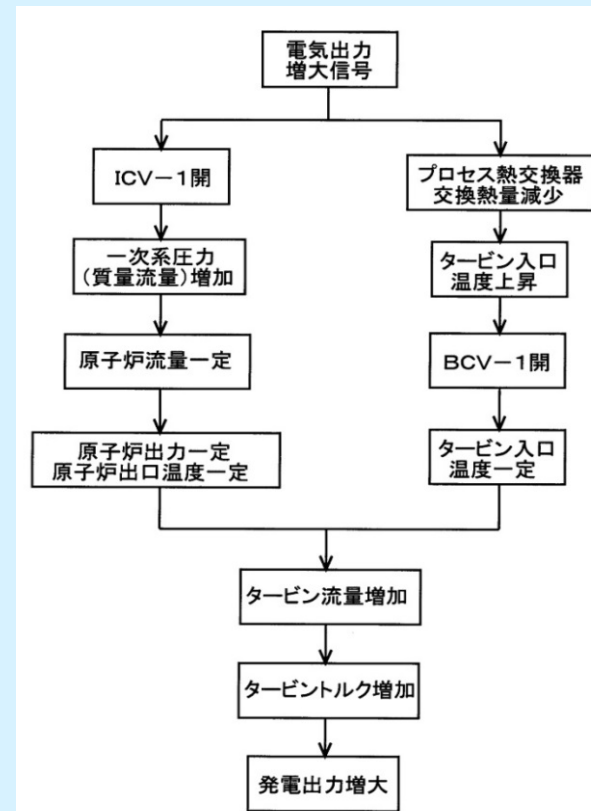 電気出力
増大信号
ICV－1開
一次系圧力
(質量流量)増加
原子炉流量一定
原子炉出力一定
原子炉出口温度一定
プロセス熱交換器
交換熱量減少
タービン入口
温度上昇
BCV－1開
タービン入口
温度一定
タービン流量増加
タービントルク増加
発電出力増大